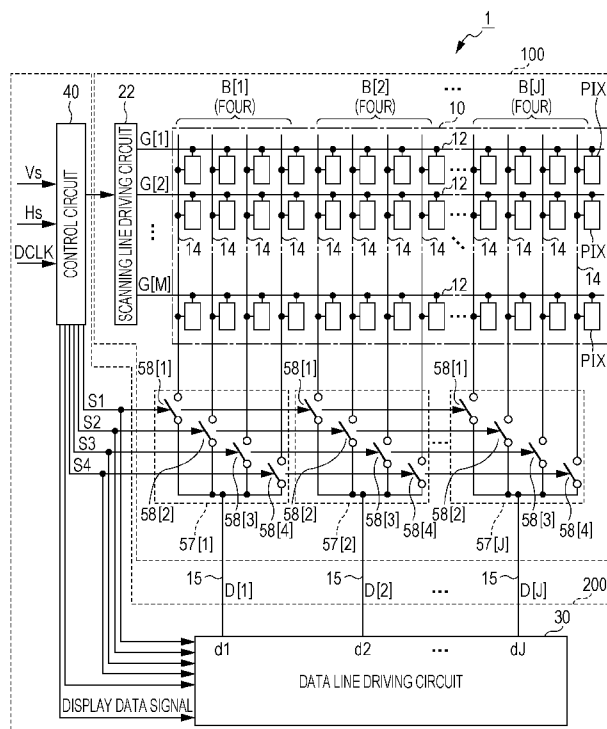 1
100
40
22
B[1]
(FOUR)
B[2]
(FOUR)
...
B[J]
(FOUR)
PIX
10
G[1]
12
Vs
Hs
DCLK
CONTROL CIRCUIT
SCANNING LINE DRIVING CIRCUIT
G[2]
12
...
PIX
14 14 14 14 14 14 14 14 14 14 14
14
G[M]
12
...
PIX
58[1] 58[1] 58[1]
S1
S2
S3
S4
...
58[2] 58[3] 58[4] 58[2] 58[3] 58[4] 58[2] 58[3] 58[4]
57[1] 57[2] 57[J]
15 D[1] 15 D[2] ... 15 D[J]
200
30
d1 d2 ... dJ
DATA LINE DRIVING CIRCUIT
DISPLAY DATA SIGNAL